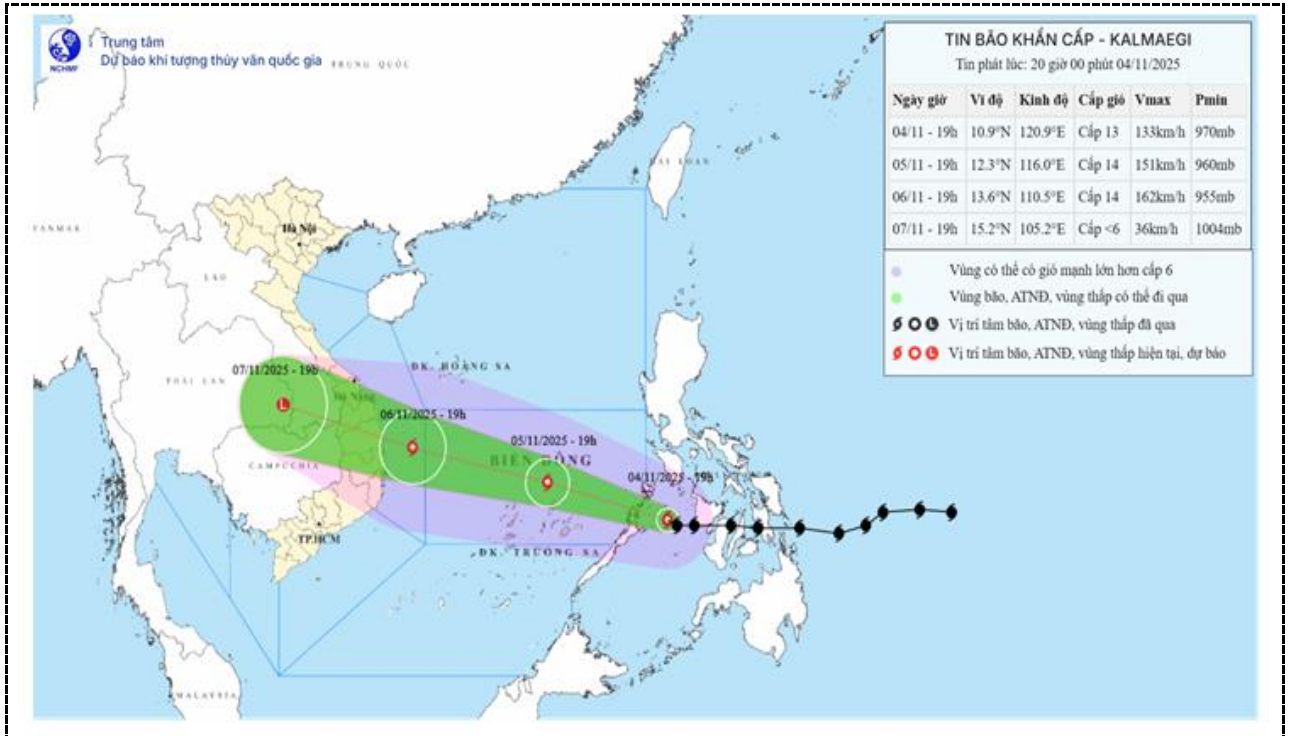 Trung tâm
Dự báo khí tượng thủy văn quốc gia
NCHMF
TIN BÃO KHẨN CẤP - KALMAEGI
Tin phát lúc: 20 giờ 00 phút 04/11/2025
Ngày giờ Vĩ độ Kinh độ Cấp gió Vmax Pmin
04/11 - 19h 10.9°N 120.9°E Cấp 13 133km/h 970mb
05/11 - 19h 12.3°N 116.0°E Cấp 14 151km/h 960mb
06/11 - 19h 13.6°N 110.5°E Cấp 14 162km/h 955mb
07/11 - 19h 15.2°N 105.2°E Cấp <6 36km/h 1004mb
Vùng có thể có gió mạnh lớn hơn cấp 6
Vùng bão, ATNĐ, vùng thấp có thể đi qua
Vị trí tâm bão, ATNĐ, vùng thấp đã qua
Vị trí tâm bão, ATNĐ, vùng thấp hiện tại, dự báo
TRUNG QUỐC
ĐÀI LOAN
Hà Nội
LAO
07/11/2025 - 19h
ĐK. HOÀNG SA
THÁI LAN
Đà Nẵng
06/11/2025 - 19h
05/11/2025 - 19h
BIỂN ĐÔNG
CAMPUCHIA
04/11/2025 - 19h
TP.HCM
ĐK. TRƯỜNG SA
MALAYSIA
L